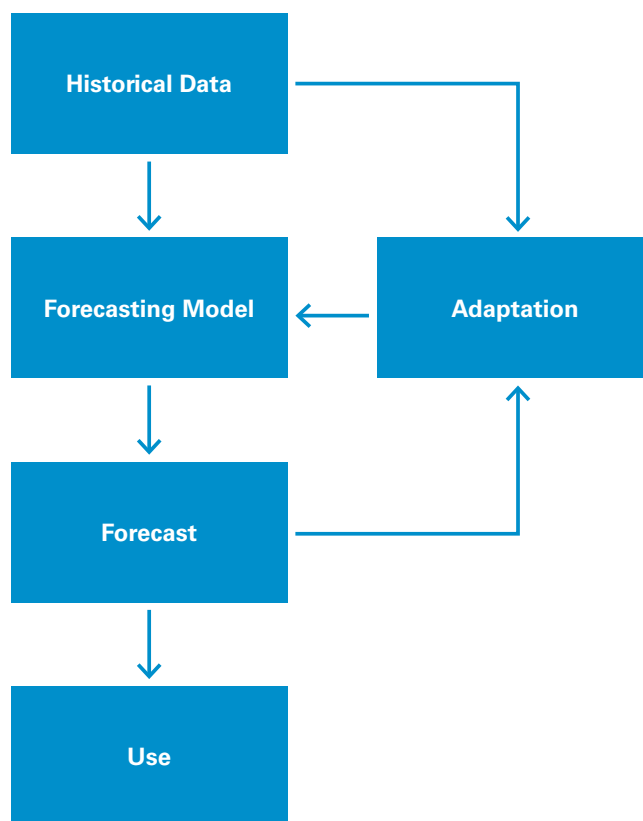 Historical Data
Forecasting Model
Adaptation
Forecast
Use